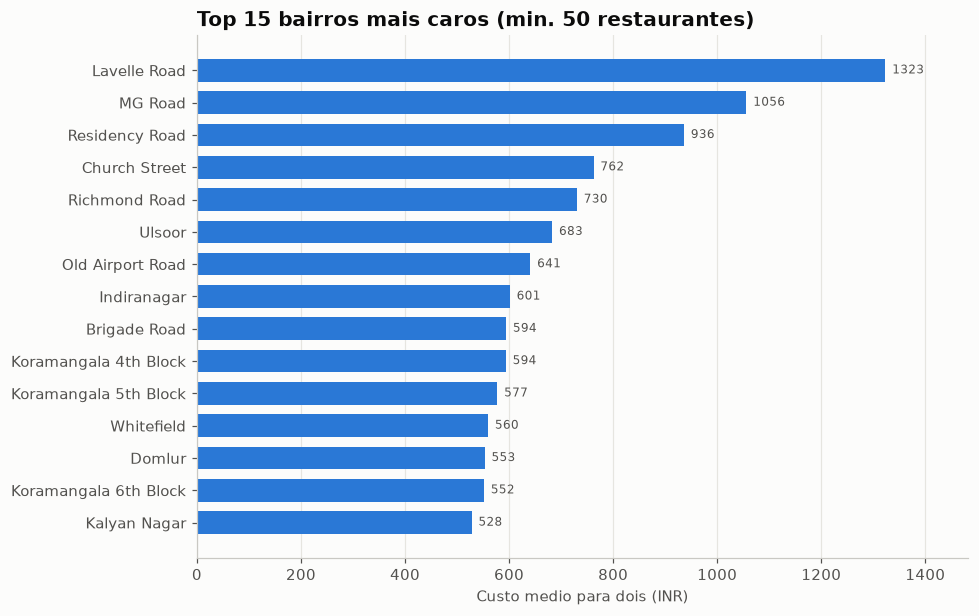 Top 15 bairros mais caros (min. 50 restaurantes)
Lavelle Road 1323
MG Road 1056
Residency Road 936
Church Street 762
Richmond Road 730
Ulsoor 683
Old Airport Road 641
Indiranagar 601
Brigade Road 594
Koramangala 4th Block 594
Koramangala 5th Block 577
Whitefield 560
Domlur 553
Koramangala 6th Block 552
Kalyan Nagar 528
0 200 400 600 800 1000 1200 1400
Custo medio para dois (INR)